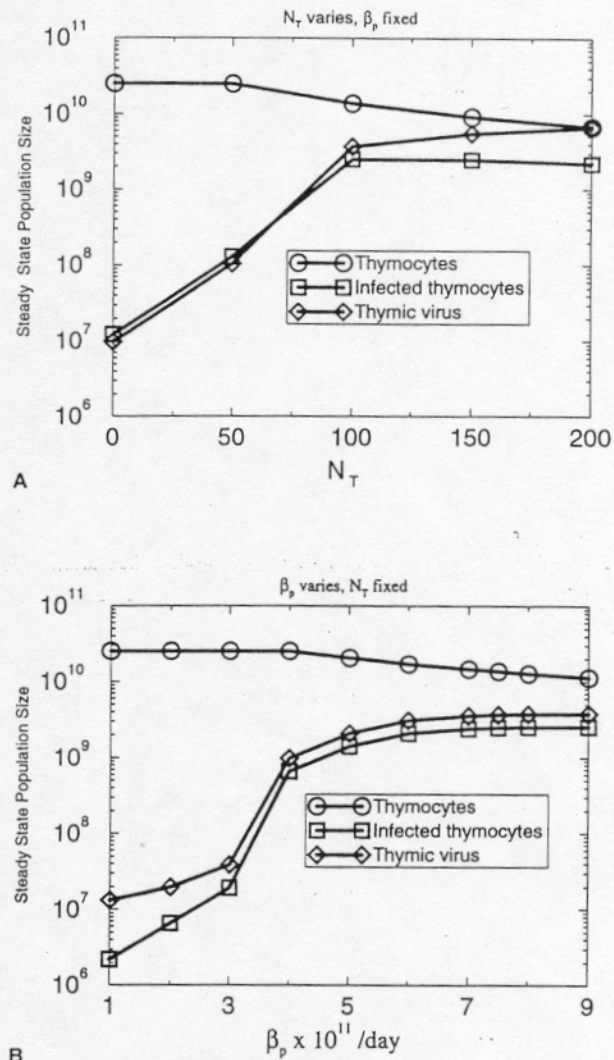 N_T varies, β_p fixed
10^11
10^10
10^9
10^8
10^7
10^6
Steady State Population Size
Thymocytes
Infected thymocytes
Thymic virus
0 50 100 150 200
N_T
A
β_p varies, N_T fixed
10^11
10^10
10^9
10^8
10^7
10^6
Steady State Population Size
Thymocytes
Infected thymocytes
Thymic virus
1 3 5 7 9
β_p x 10^11 /day
B